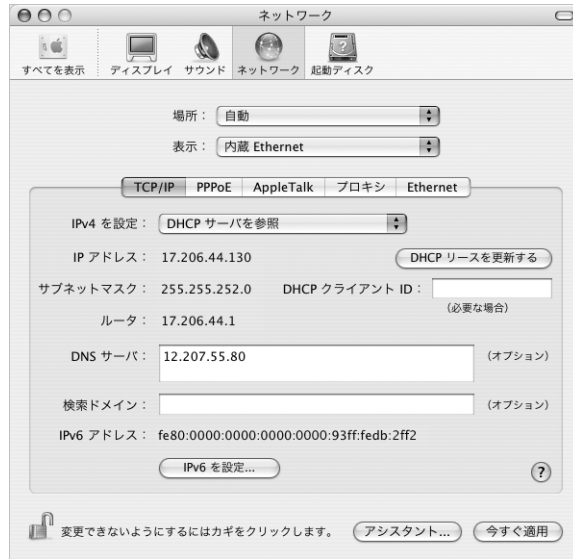 ネットワーク
すべてを表示 ディスプレイ サウンド ネットワーク 起動ディスク
場所： 自動
表示： 内蔵 Ethernet
TCP/IP PPPoE AppleTalk プロキシ Ethernet
IPv4 を設定： DHCP サーバを参照
IP アドレス： 17.206.44.130 DHCP リースを更新する
サブネットマスク： 255.255.252.0 DHCP クライアント ID：
(必要な場合)
ルータ： 17.206.44.1
DNS サーバ： 12.207.55.80 (オプション)
検索ドメイン： (オプション)
IPv6 アドレス： fe80:0000:0000:0000:0000:93ff:fedb:2ff2
IPv6 を設定... ?
変更できないようにするにはカギをクリックします。 アシスタント... 今すぐ適用